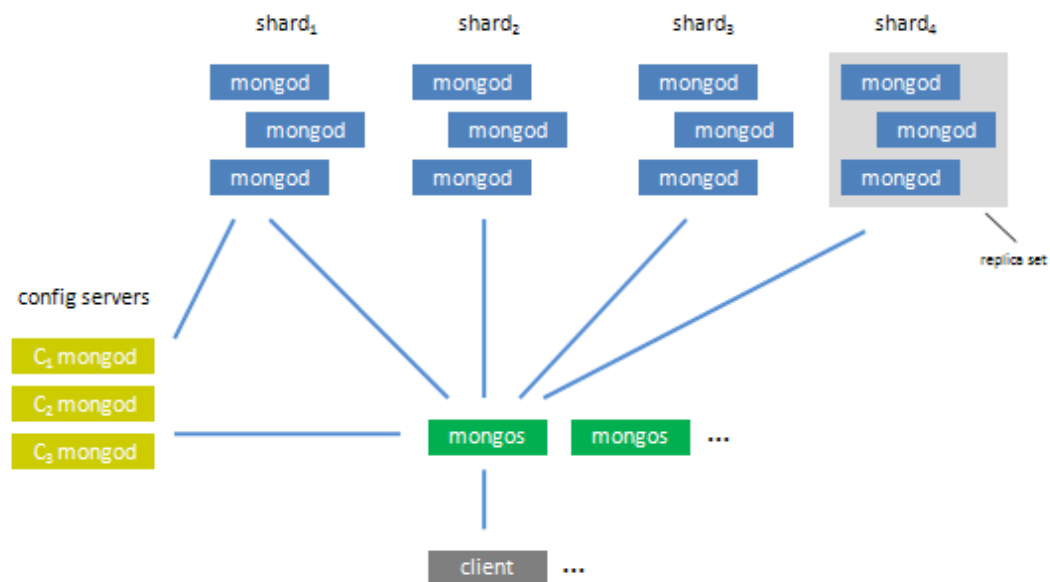 shard₁ shard₂ shard₃ shard₄
mongod mongod mongod mongod
mongod mongod mongod mongod
mongod mongod mongod mongod
replica set
config servers
C₁ mongod
C₂ mongod
C₃ mongod
mongos mongos ...
client ...